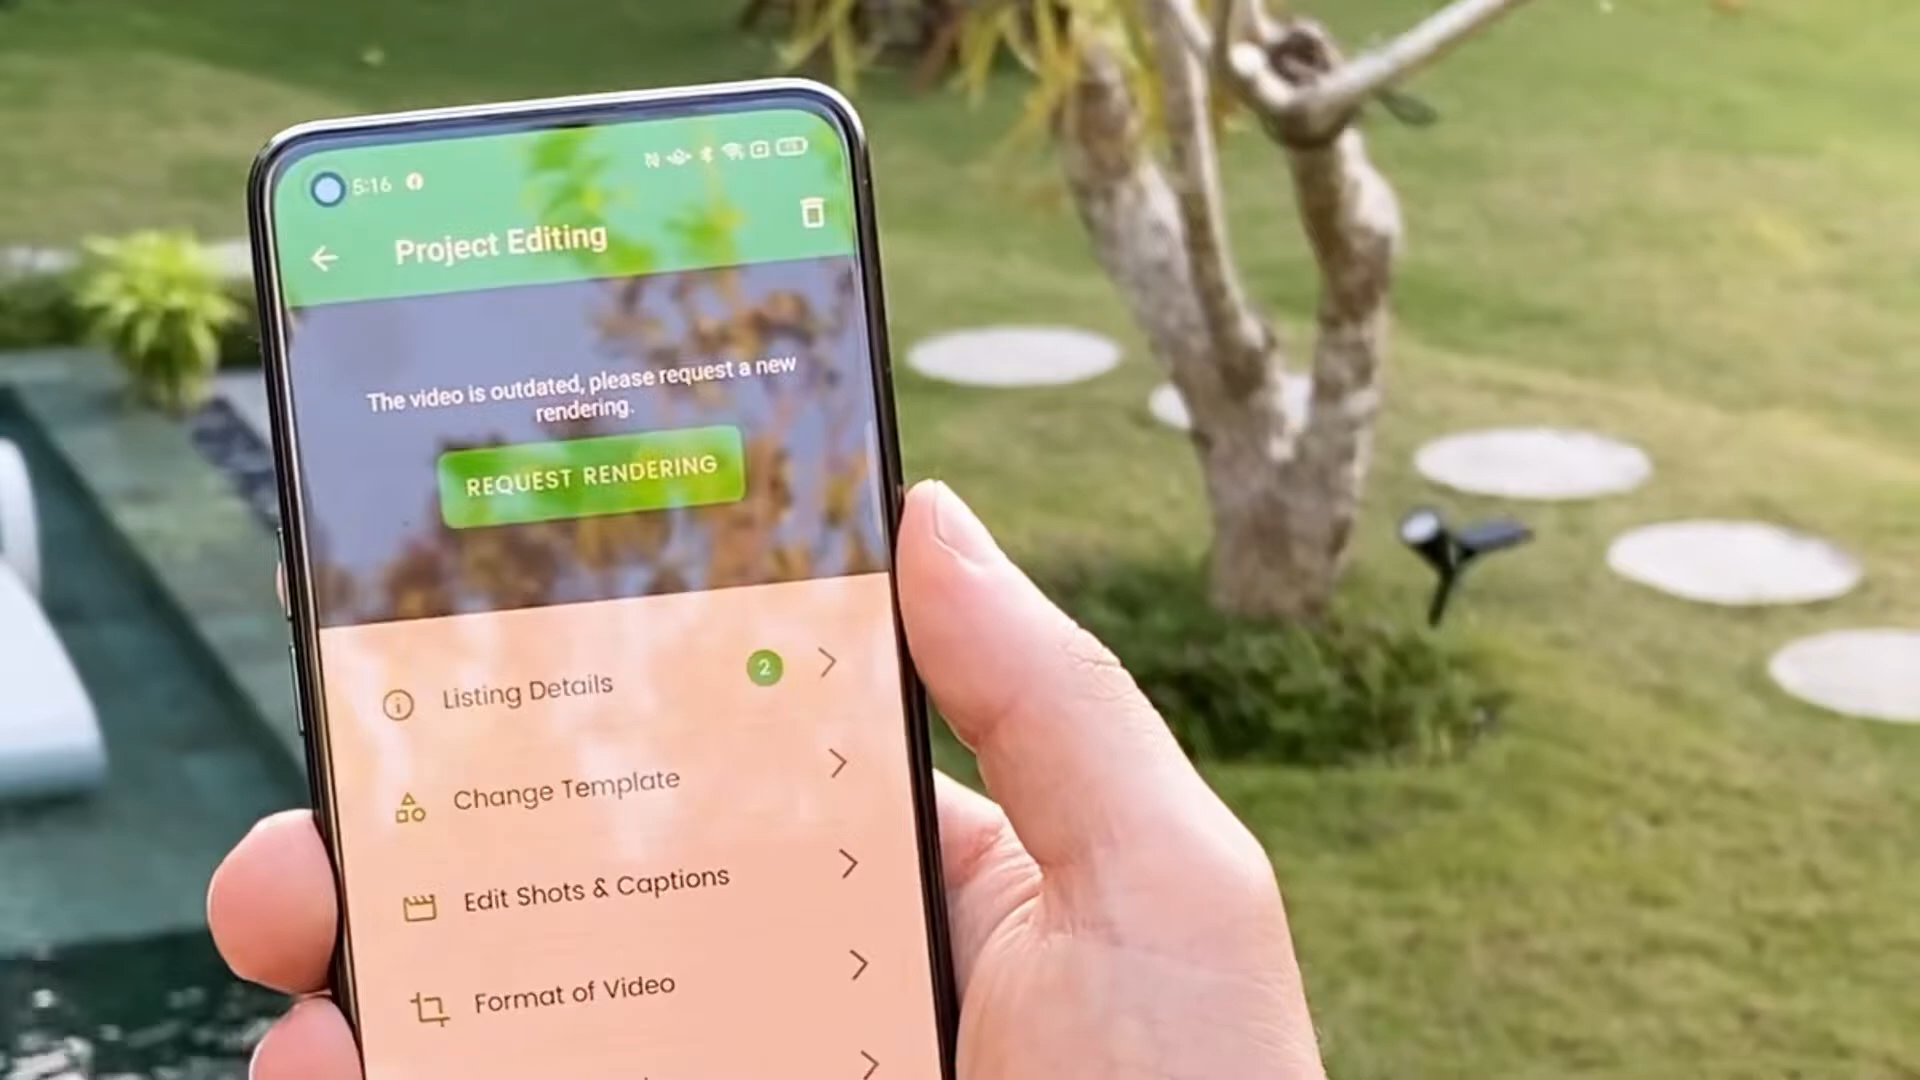 5:16
Project Editing
The video is outdated, please request a new
rendering.
REQUEST RENDERING
Listing Details
2
Change Template
Edit Shots & Captions
Format of Video